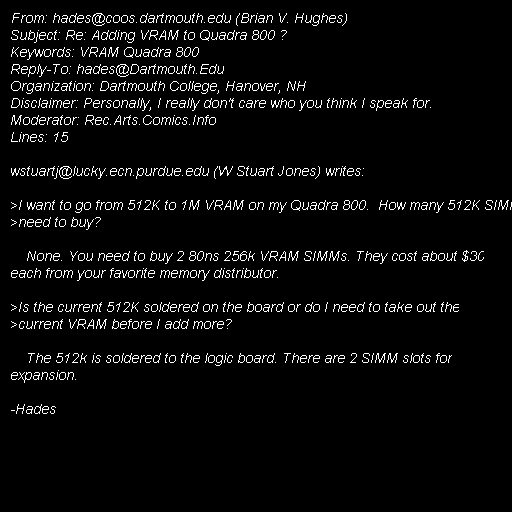 From: hades@coos.dartmouth.edu (Brian V. Hughes)
Subject: Re: Adding VRAM to Quadra 800 ?
Keywords: VRAM Quadra 800
Reply-To: hades@Dartmouth.Edu
Organization: Dartmouth College, Hanover, NH
Disclaimer: Personally, I really don't care who you think I speak for.
Moderator: Rec.Arts.Comics.Info
Lines: 15

wstuartj@lucky.ecn.purdue.edu (W Stuart Jones) writes:

>I want to go from 512K to 1M VRAM on my Quadra 800.  How many 512K SIM
>need to buy?

    None. You need to buy 2 80ns 256k VRAM SIMMs. They cost about $30
each from your favorite memory distributor.

>Is the current 512K soldered on the board or do I need to take out the
>current VRAM before I add more?

    The 512k is soldered to the logic board. There are 2 SIMM slots for
expansion.

-Hades